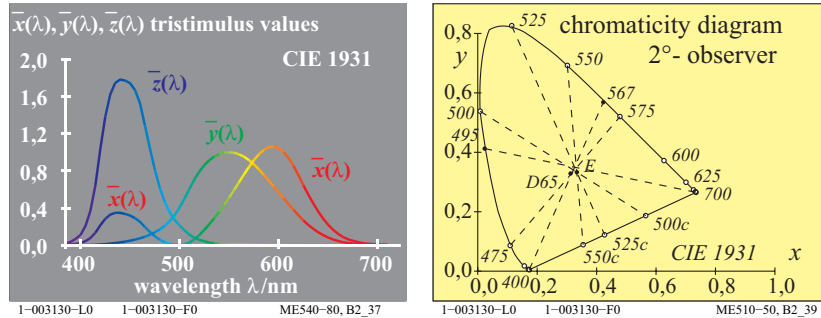 x̅(λ), y̅(λ), z̅(λ) tristimulus values
CIE 1931
2,0
1,6
1,2
0,8
0,4
0,0
z̅(λ)
y̅(λ)
x̅(λ)
x̅(λ)
400 500 600 700
wavelength λ/nm
1−003130−L0 1−003130−F0 ME540−80, B2_37
chromaticity diagram
2°- observer
0,8
y
0,6
0,4
0,2
0,0
525
550
567
575
500
495
600
625
700
E
D65
500c
525c
550c
475
400
CIE 1931
x
0,0 0,2 0,4 0,6 0,8 1,0
1−003130−L0 1−003130−F0 ME510−50, B2_39